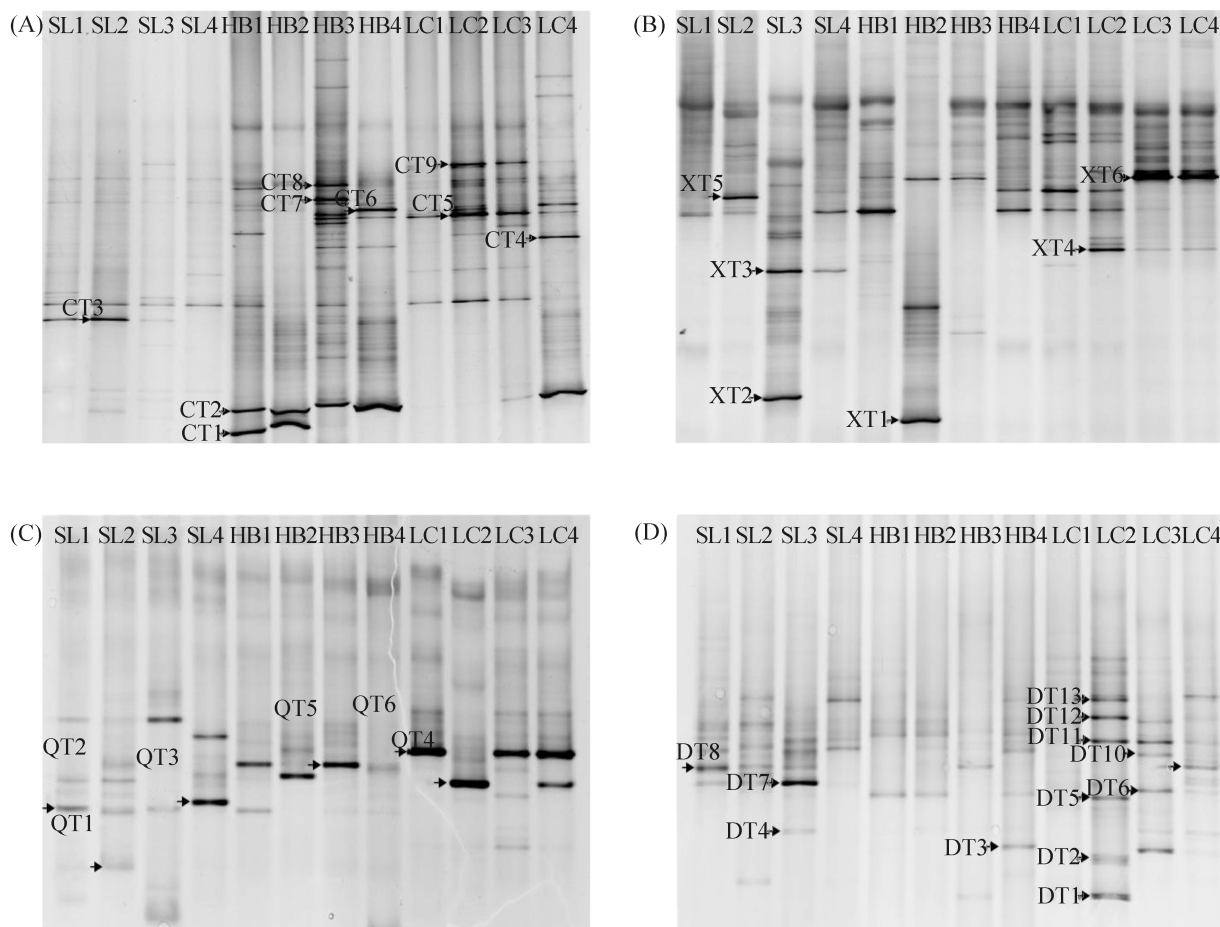 (A) SL1 SL2 SL3 SL4 HB1 HB2 HB3 HB4 LC1 LC2 LC3 LC4
CT9
CT8
CT7 CT6 CT5
CT4
CT3
CT2
CT1
(B) SL1 SL2 SL3 SL4 HB1 HB2 HB3 HB4 LC1 LC2 LC3 LC4
XT5 XT6
XT4
XT3
XT2
XT1
(C) SL1 SL2 SL3 SL4 HB1 HB2 HB3 HB4 LC1 LC2 LC3 LC4
QT5 QT6
QT2 QT3 QT4
QT1
(D) SL1 SL2 SL3 SL4 HB1 HB2 HB3 HB4 LC1 LC2 LC3 LC4
DT13
DT12
DT11
DT8 DT10
DT7 DT6
DT5
DT4
DT3
DT2
DT1